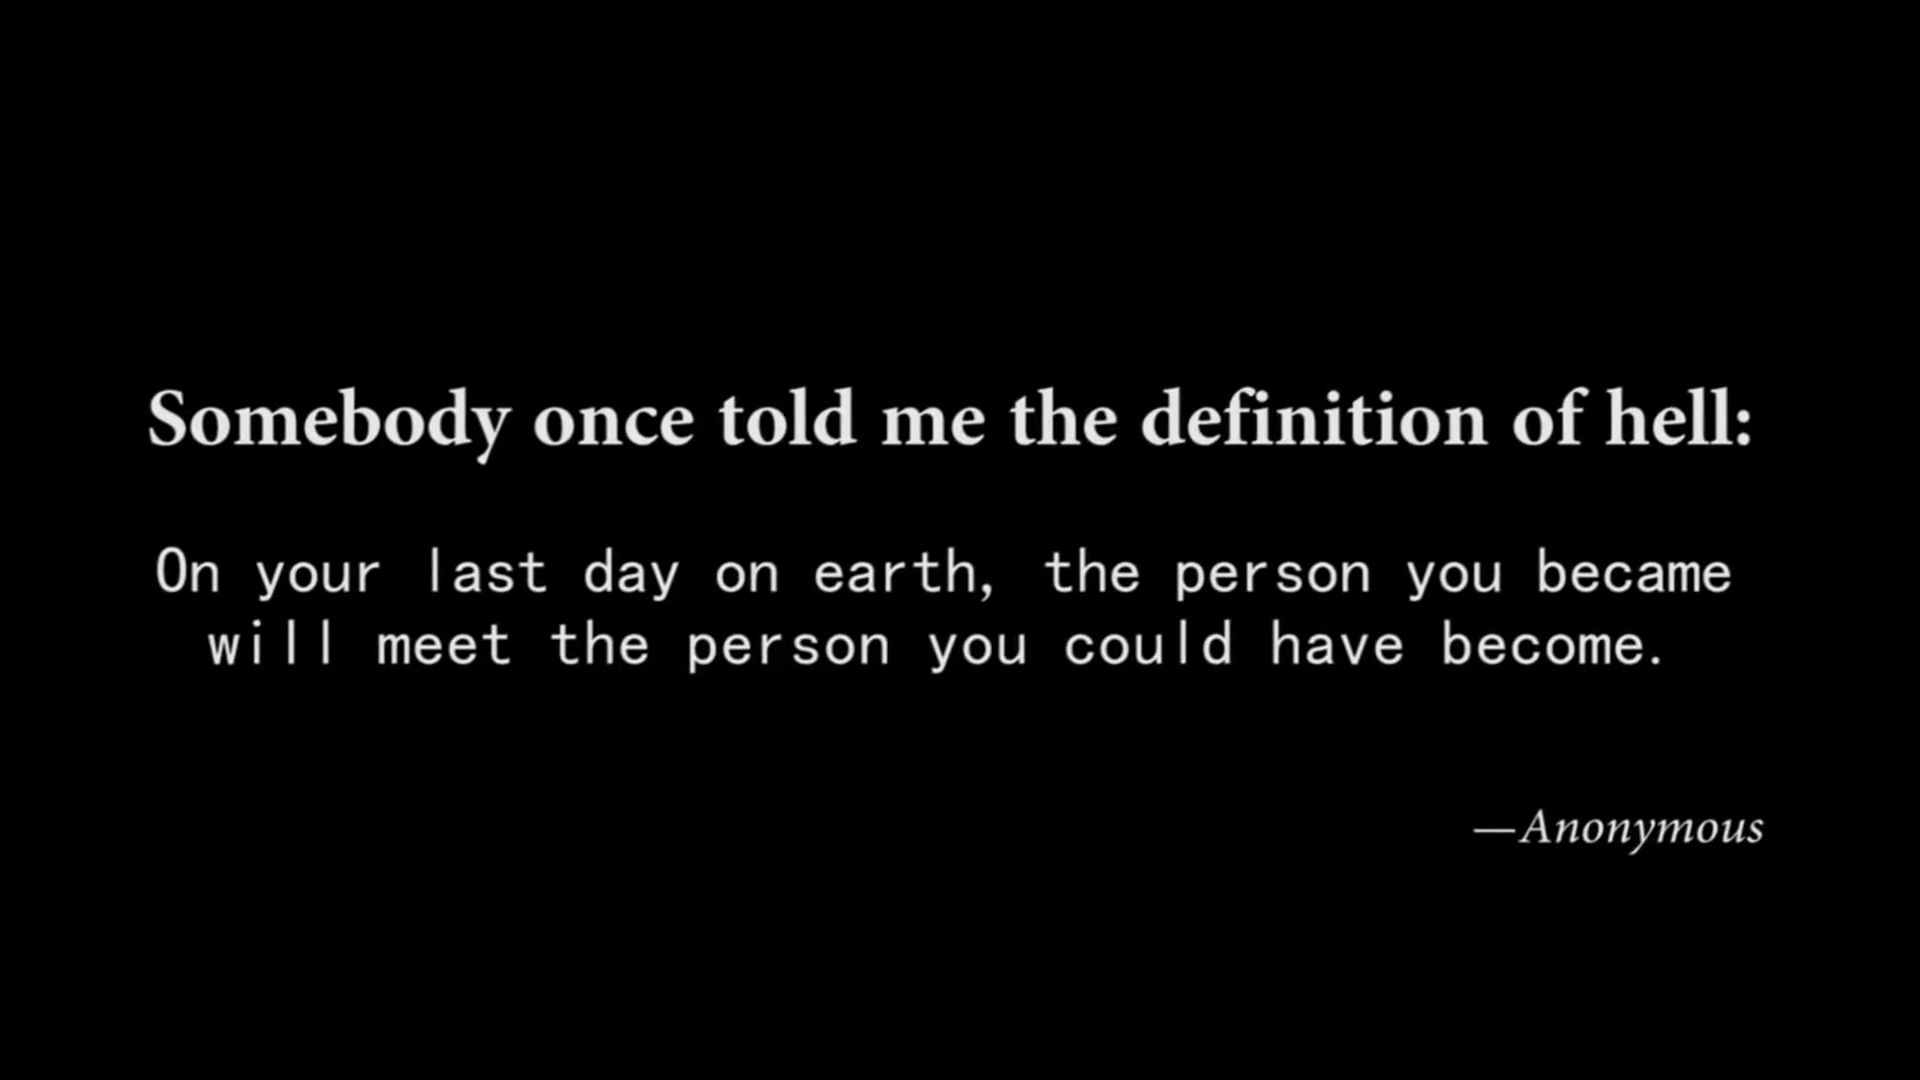 Somebody once told me the definition of hell:
On your last day on earth, the person you became
will meet the person you could have become.
—Anonymous